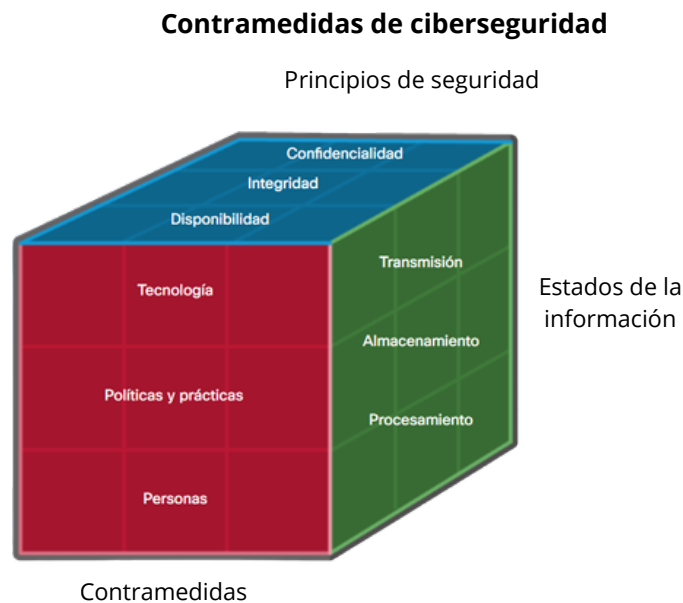 Contramedidas de ciberseguridad
Principios de seguridad
Confidencialidad
Integridad
Disponibilidad
Tecnología
Políticas y prácticas
Personas
Transmisión
Almacenamiento
Procesamiento
Estados de la
información
Contramedidas